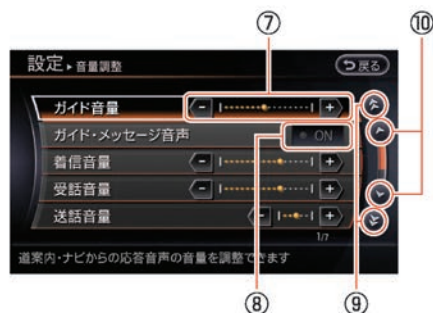 ⑦
⑩
設定▸音量調整
戻る
ガイド音量 - +
ガイド・メッセージ音声 ON
着信音量 - +
受話音量 - +
送話音量 - +
1/7
道案内・ナビからの応答音声の音量を調整できます
⑧
⑨